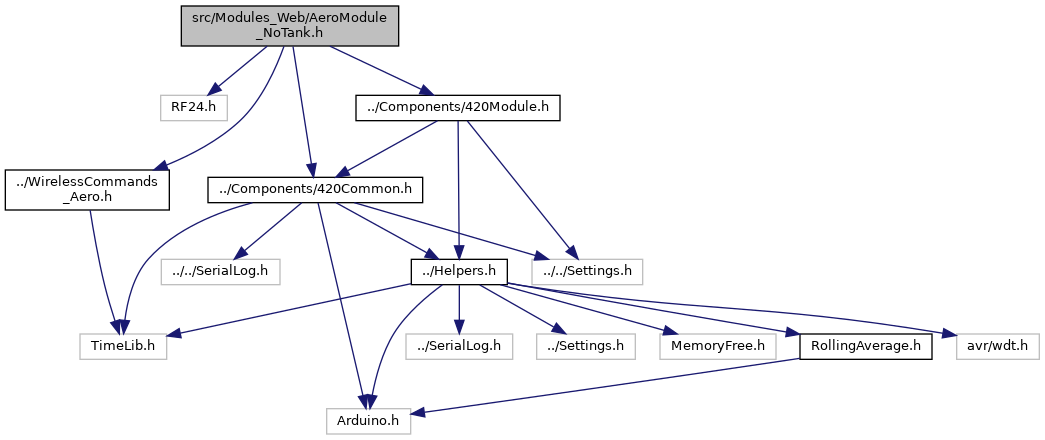 src/Modules_Web/AeroModule
_NoTank.h
RF24.h
../Components/420Module.h
../WirelessCommands
_Aero.h
../Components/420Common.h
../../SerialLog.h
../Helpers.h
../../Settings.h
TimeLib.h
../SerialLog.h
../Settings.h
MemoryFree.h
RollingAverage.h
avr/wdt.h
Arduino.h